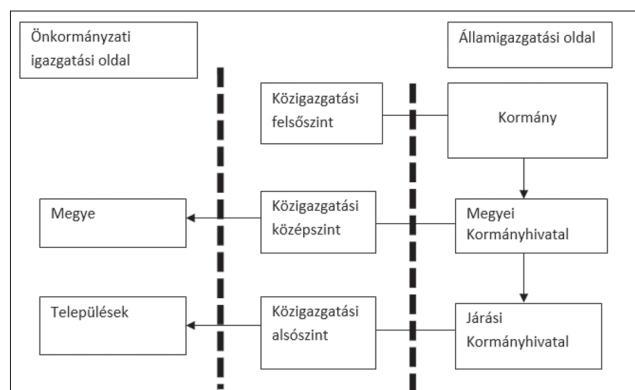 Önkormányzati
igazgatási oldal
Államigazgatási oldal
Közigazgatási
felsőszint
Kormány
Megye
Közigazgatási
középszint
Megyei
Kormányhivatal
Települések
Közigazgatási
alsószint
Járási
Kormányhivatal